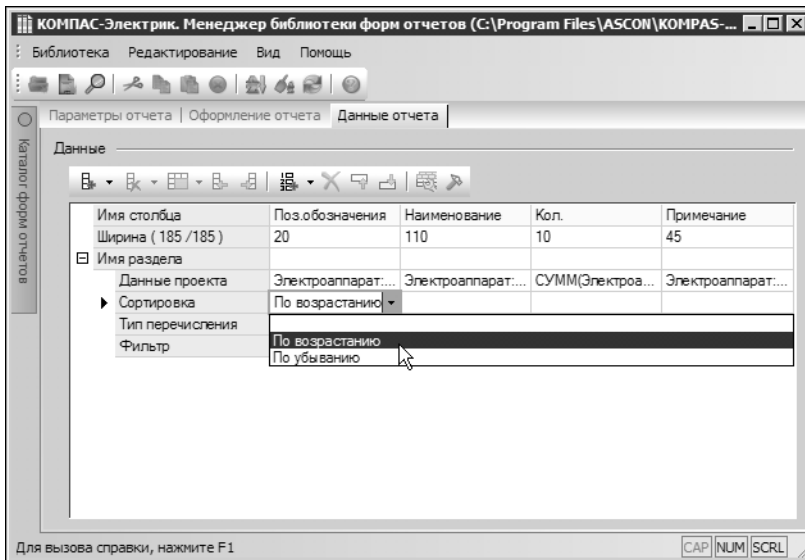 КОМПАС-Электрик. Менеджер библиотеки форм отчетов (C:\Program Files\ASCON\KOMPAS-...
Библиотека Редактирование Вид Помощь
Параметры отчета Оформление отчета Данные отчета
Каталог форм отчетов
Данные
Имя столбца Поз.обозначения Наименование Кол. Примечание
Ширина ( 185 /185 ) 20 110 10 45
Имя раздела
Данные проекта Электроаппарат:... Электроаппарат:... СУММ(Электроа... Электроаппарат:...
Сортировка По возрастанию
Тип перечисления
Фильтр По возрастанию
По убыванию
Для вызова справки, нажмите F1 CAP NUM SCRL